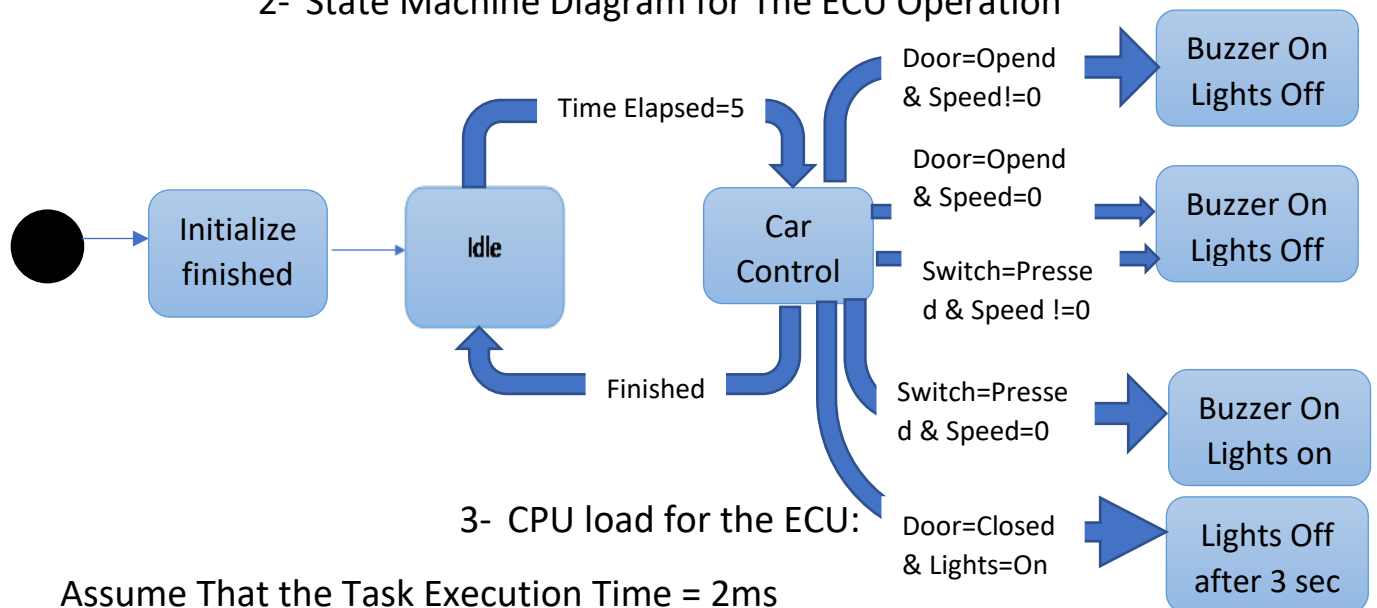 2- State Machine Diagram for The ECU Operation
Door=Opend
& Speed!=0
Buzzer On
Lights Off
Time Elapsed=5
Door=Opend
& Speed=0
Initialize
finished
Idle
Car
Control
Buzzer On
Lights Off
Switch=Presse
d & Speed !=0
Finished
Switch=Presse
d & Speed=0
Buzzer On
Lights on
3- CPU load for the ECU:
Door=Closed
& Lights=On
Lights Off
after 3 sec
Assume That the Task Execution Time = 2ms